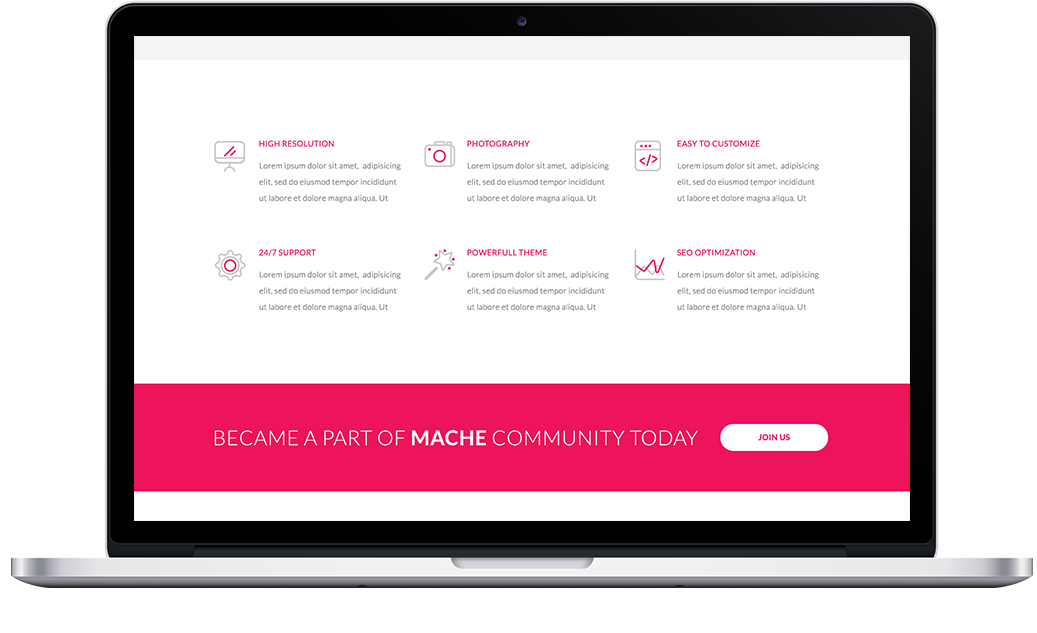 HIGH RESOLUTION
Lorem ipsum dolor sit amet, adipisicing
elit, sed do eiusmod tempor incididunt
ut labore et dolore magna aliqua. Ut
PHOTOGRAPHY
Lorem ipsum dolor sit amet, adipisicing
elit, sed do eiusmod tempor incididunt
ut labore et dolore magna aliqua. Ut
EASY TO CUSTOMIZE
Lorem ipsum dolor sit amet, adipisicing
elit, sed do eiusmod tempor incididunt
ut labore et dolore magna aliqua. Ut
24/7 SUPPORT
Lorem ipsum dolor sit amet, adipisicing
elit, sed do eiusmod tempor incididunt
ut labore et dolore magna aliqua. Ut
POWERFULL THEME
Lorem ipsum dolor sit amet, adipisicing
elit, sed do eiusmod tempor incididunt
ut labore et dolore magna aliqua. Ut
SEO OPTIMIZATION
Lorem ipsum dolor sit amet, adipisicing
elit, sed do eiusmod tempor incididunt
ut labore et dolore magna aliqua. Ut
BECAME A PART OF MACHE COMMUNITY TODAY
JOIN US